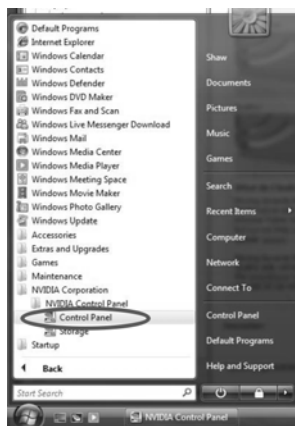 Default Programs
Internet Explorer
Windows Calendar
Windows Contacts
Windows Defender
Windows DVD Maker
Windows Fax and Scan
Windows Live Messenger Download
Windows Mail
Windows Media Center
Windows Media Player
Windows Meeting Space
Windows Movie Maker
Windows Photo Gallery
Windows Update
Accessories
Extras and Upgrades
Games
Maintenance
NVIDIA Corporation
NVIDIA Control Panel
Control Panel
Storage
Startup
Back
Start Search
Shaw
Documents
Pictures
Music
Games
Search
Recent Items
Computer
Network
Connect To
Control Panel
Default Programs
Help and Support
NVIDIA Control Panel